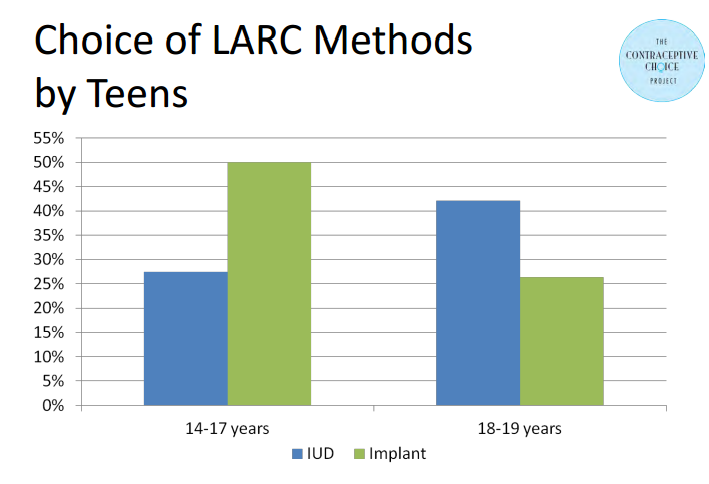 Choice of LARC Methods
by Teens
THE
CONTRACEPTIVE
CHOICE
PROJECT
55%
50%
45%
40%
35%
30%
25%
20%
15%
10%
5%
0%
14-17 years
18-19 years
IUD
Implant